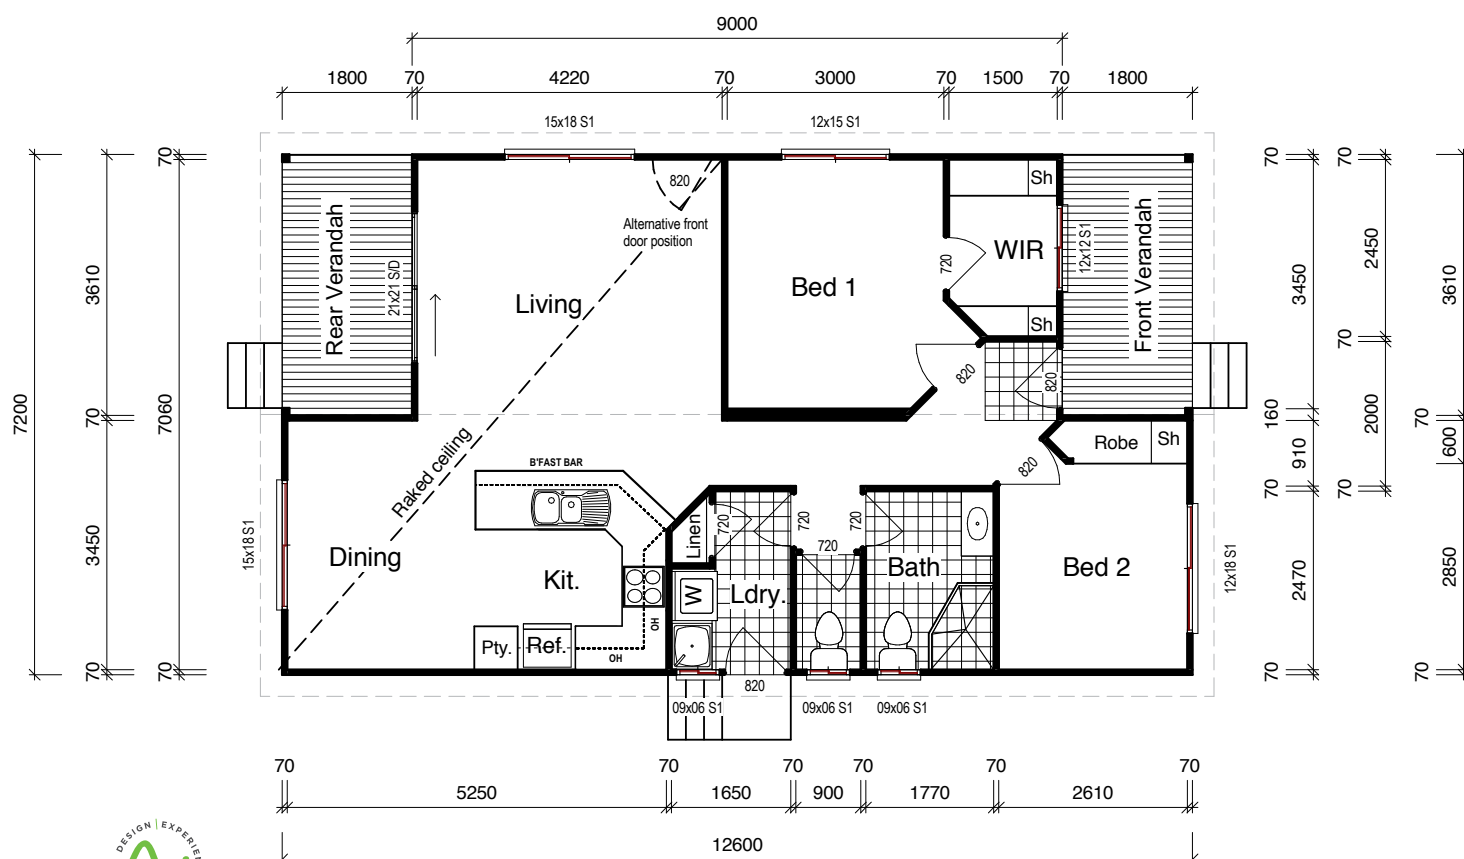 9000
1800
70
4220
70
3000
70
1500
70
1800
15x18 S1
12x15 S1
70
70
70
70
70
Sh
820
Alternative front
door position
Rear Verandah
21x21 S/D
Living
Bed 1
720
WIR
12x12 S1
Front Verandah
Sh
820
820
7200
3610
70
7060
3450
70
70
3450
2450
3610
70
160
2000
70
910
600
70
70
2470
2850
70
70
Raked ceiling
B'FAST BAR
Robe
Sh
820
15x18 S1
Dining
Kit.
Linen
720
720
720
720
Bath
Bed 2
12x18 S1
W
Ldry.
Pty.
Ref.
OH
OH
820
09x06 S1
09x06 S1
09x06 S1
70
5250
70
1650
70
900
70
1770
70
2610
70
12600
DESIGN | EXPERIEN